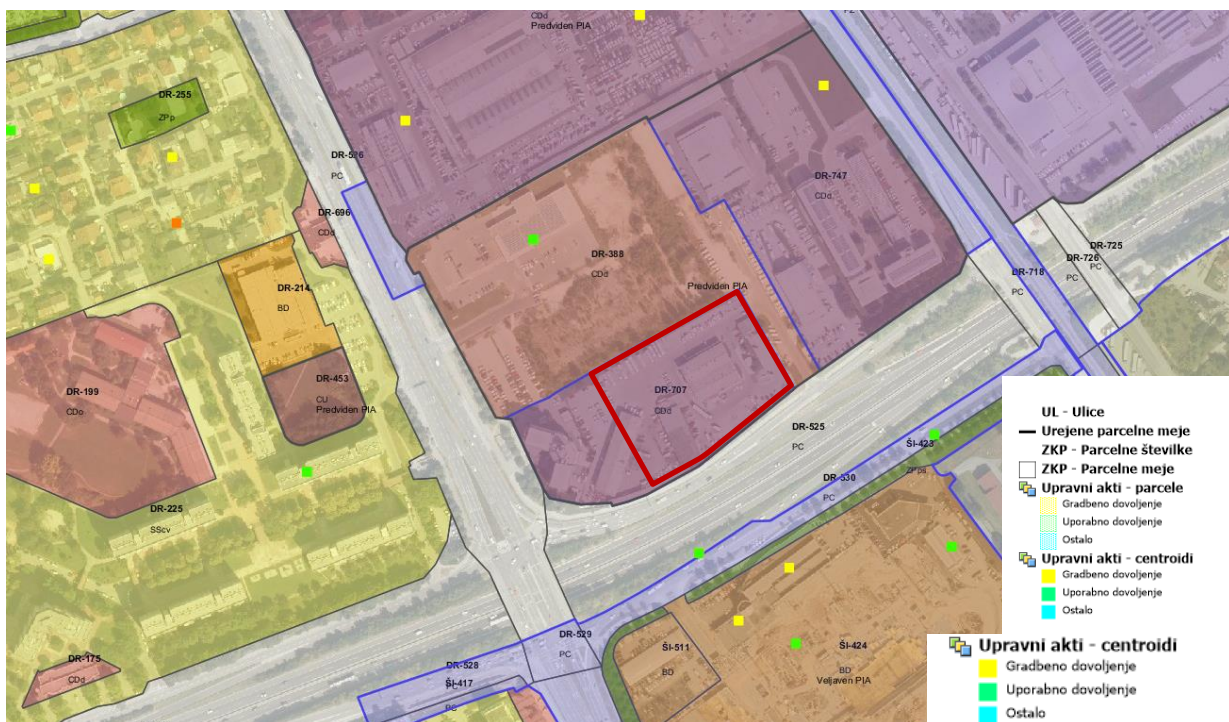 CDd
Predviden PIA
DR-255
ZPp
DR-526
PC
DR-696
CDd
DR-747
CDd
DR-388
CDd
Predviden PIA
DR-725
PC
DR-726
PC
DR-718
PC
DR-214
BD
DR-453
CU
Predviden PIA
DR-199
CDo
DR-707
CDd
DR-525
PC
ŠI-423
ZPps
DR-530
PC
DR-225
SScv
DR-529
PC
ŠI-511
BD
ŠI-424
BD
Veljaven PIA
DR-175
CDd
DR-528
PC
ŠI-417
PC
UL - Ulice
Urejene parcelne meje
ZKP - Parcelne številke
ZKP - Parcelne meje
Upravni akti - parcele
Gradbeno dovoljenje
Uporabno dovoljenje
Ostalo
Upravni akti - centroidi
Gradbeno dovoljenje
Uporabno dovoljenje
Ostalo
Upravni akti - centroidi
Gradbeno dovoljenje
Uporabno dovoljenje
Ostalo